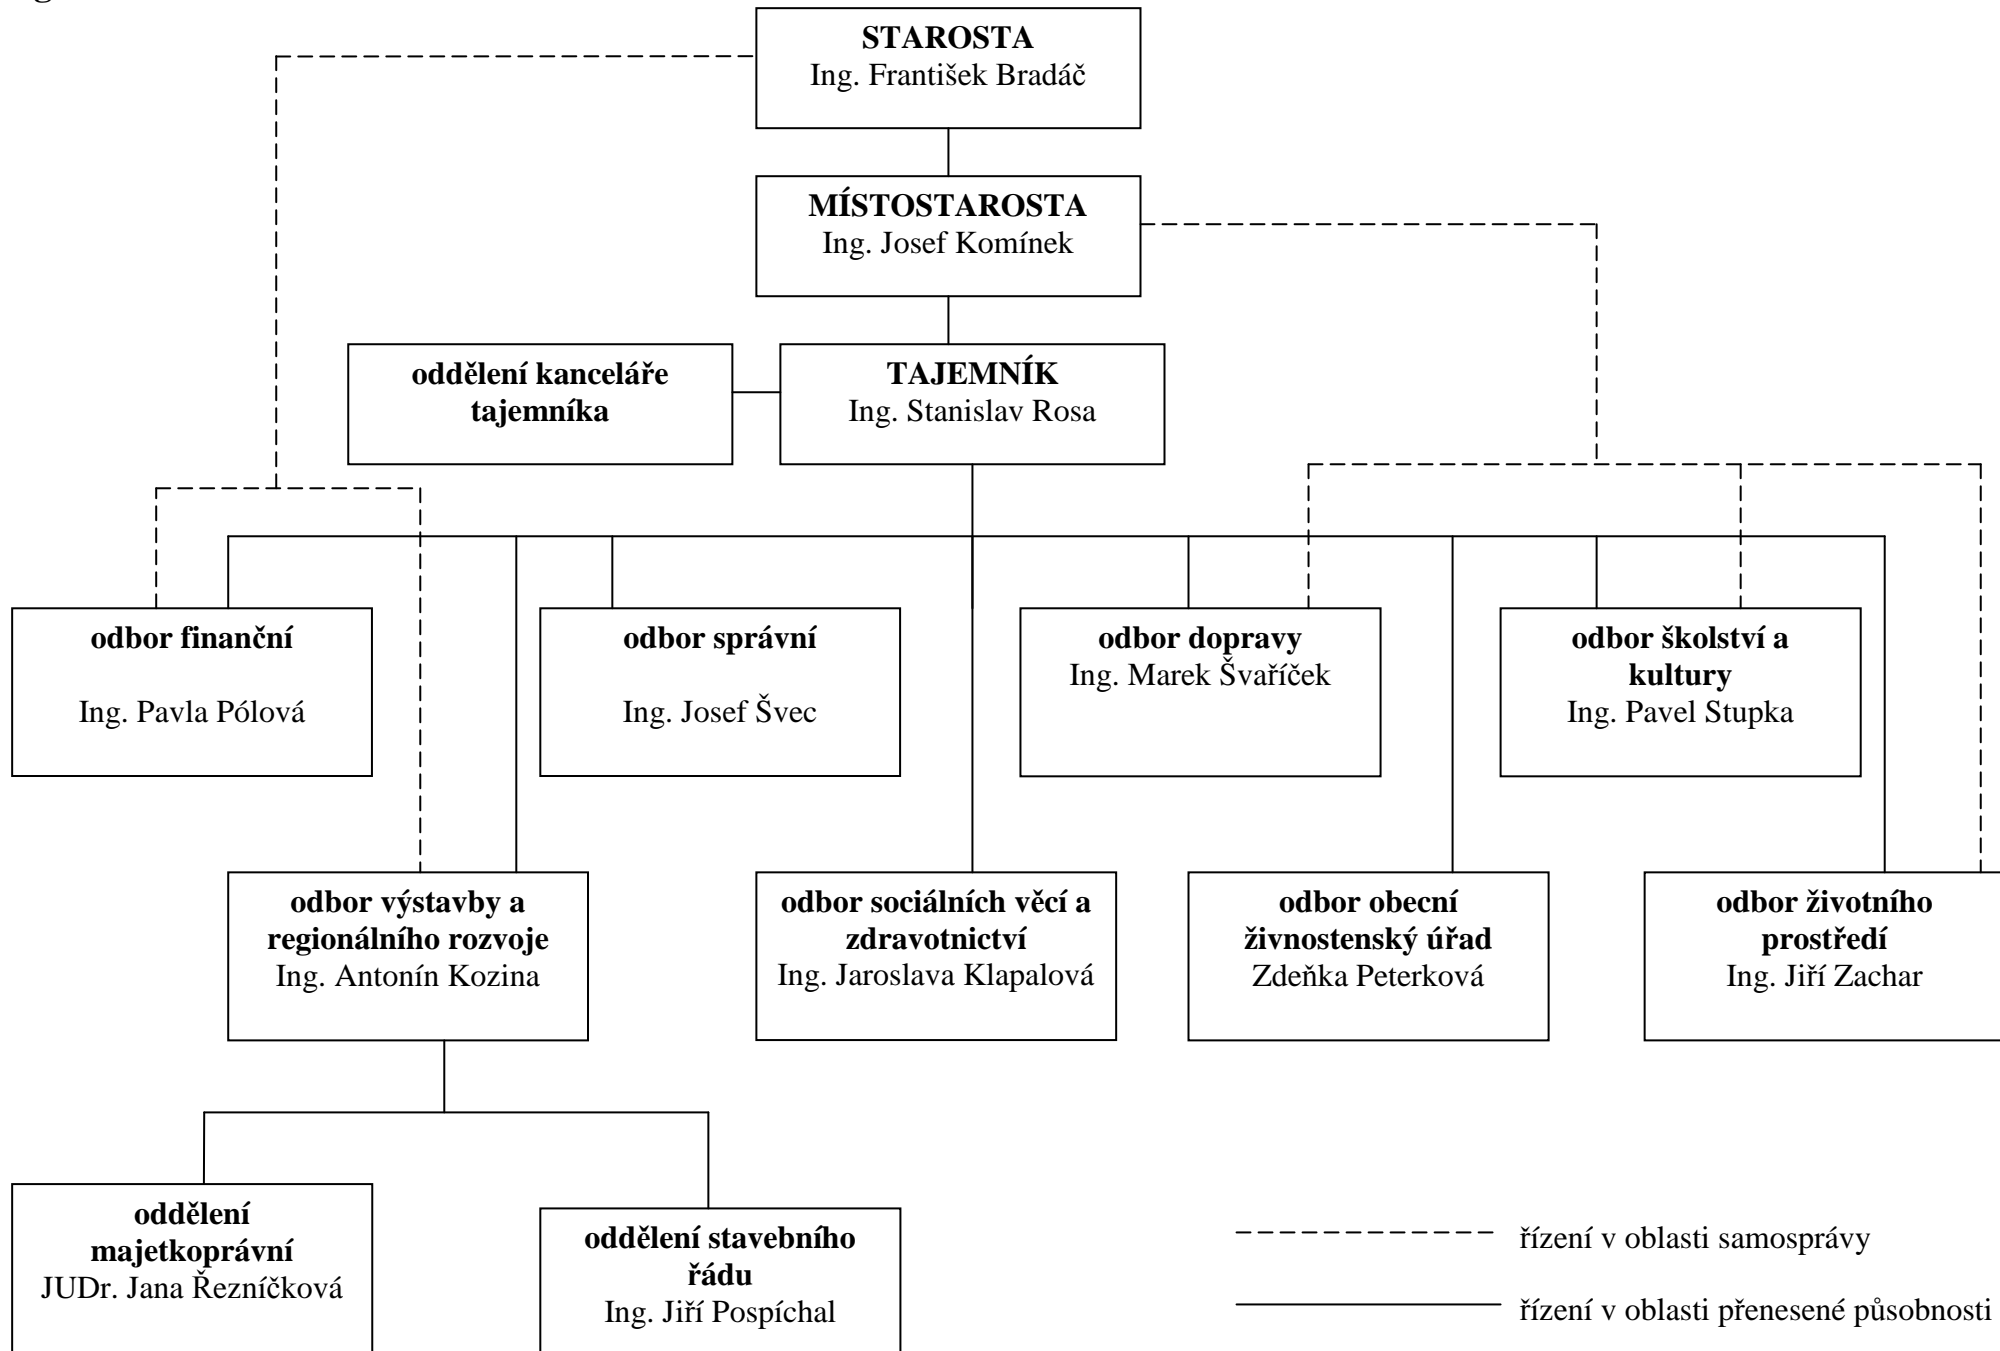 STAROSTA
Ing. František Bradáč
MÍSTOSTAROSTA
Ing. Josef Komínek
oddělení kanceláře
tajemníka
TAJEMNÍK
Ing. Stanislav Rosa
odbor finanční
Ing. Pavla Pólová
odbor správní
Ing. Josef Švec
odbor dopravy
Ing. Marek Švaříček
odbor školství a
kultury
Ing. Pavel Stupka
odbor výstavby a
regionálního rozvoje
Ing. Antonín Kozina
odbor sociálních věcí a
zdravotnictví
Ing. Jaroslava Klapalová
odbor obecní
živnostenský úřad
Zdeňka Peterková
odbor životního
prostředí
Ing. Jiří Zachar
oddělení
majetkoprávní
JUDr. Jana Řezníčková
oddělení stavebního
řádu
Ing. Jiří Pospíchal
řízení v oblasti samosprávy
řízení v oblasti přenesené působnosti